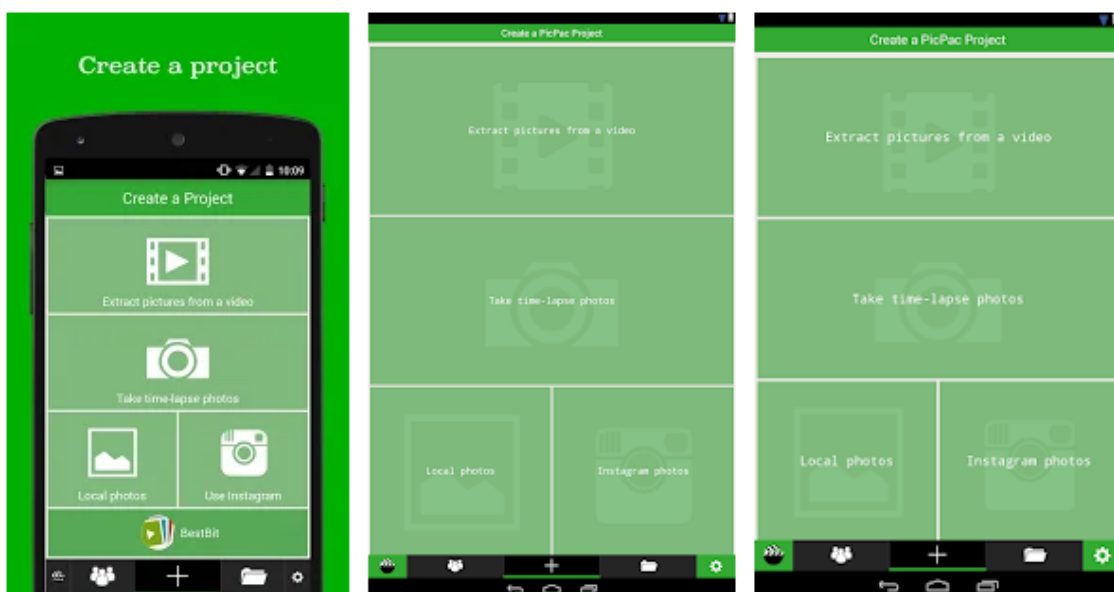 Create a project
10:09
Create a Project
Extract pictures from a video
Take time-lapse photos
Local photos
Use Instagram
BestBit
Create a PicPac Project
Extract pictures from a video
Take time-lapse photos
Local photos
Instagram photos
Create a PicPac Project
Extract pictures from a video
Take time-lapse photos
Local photos
Instagram photos